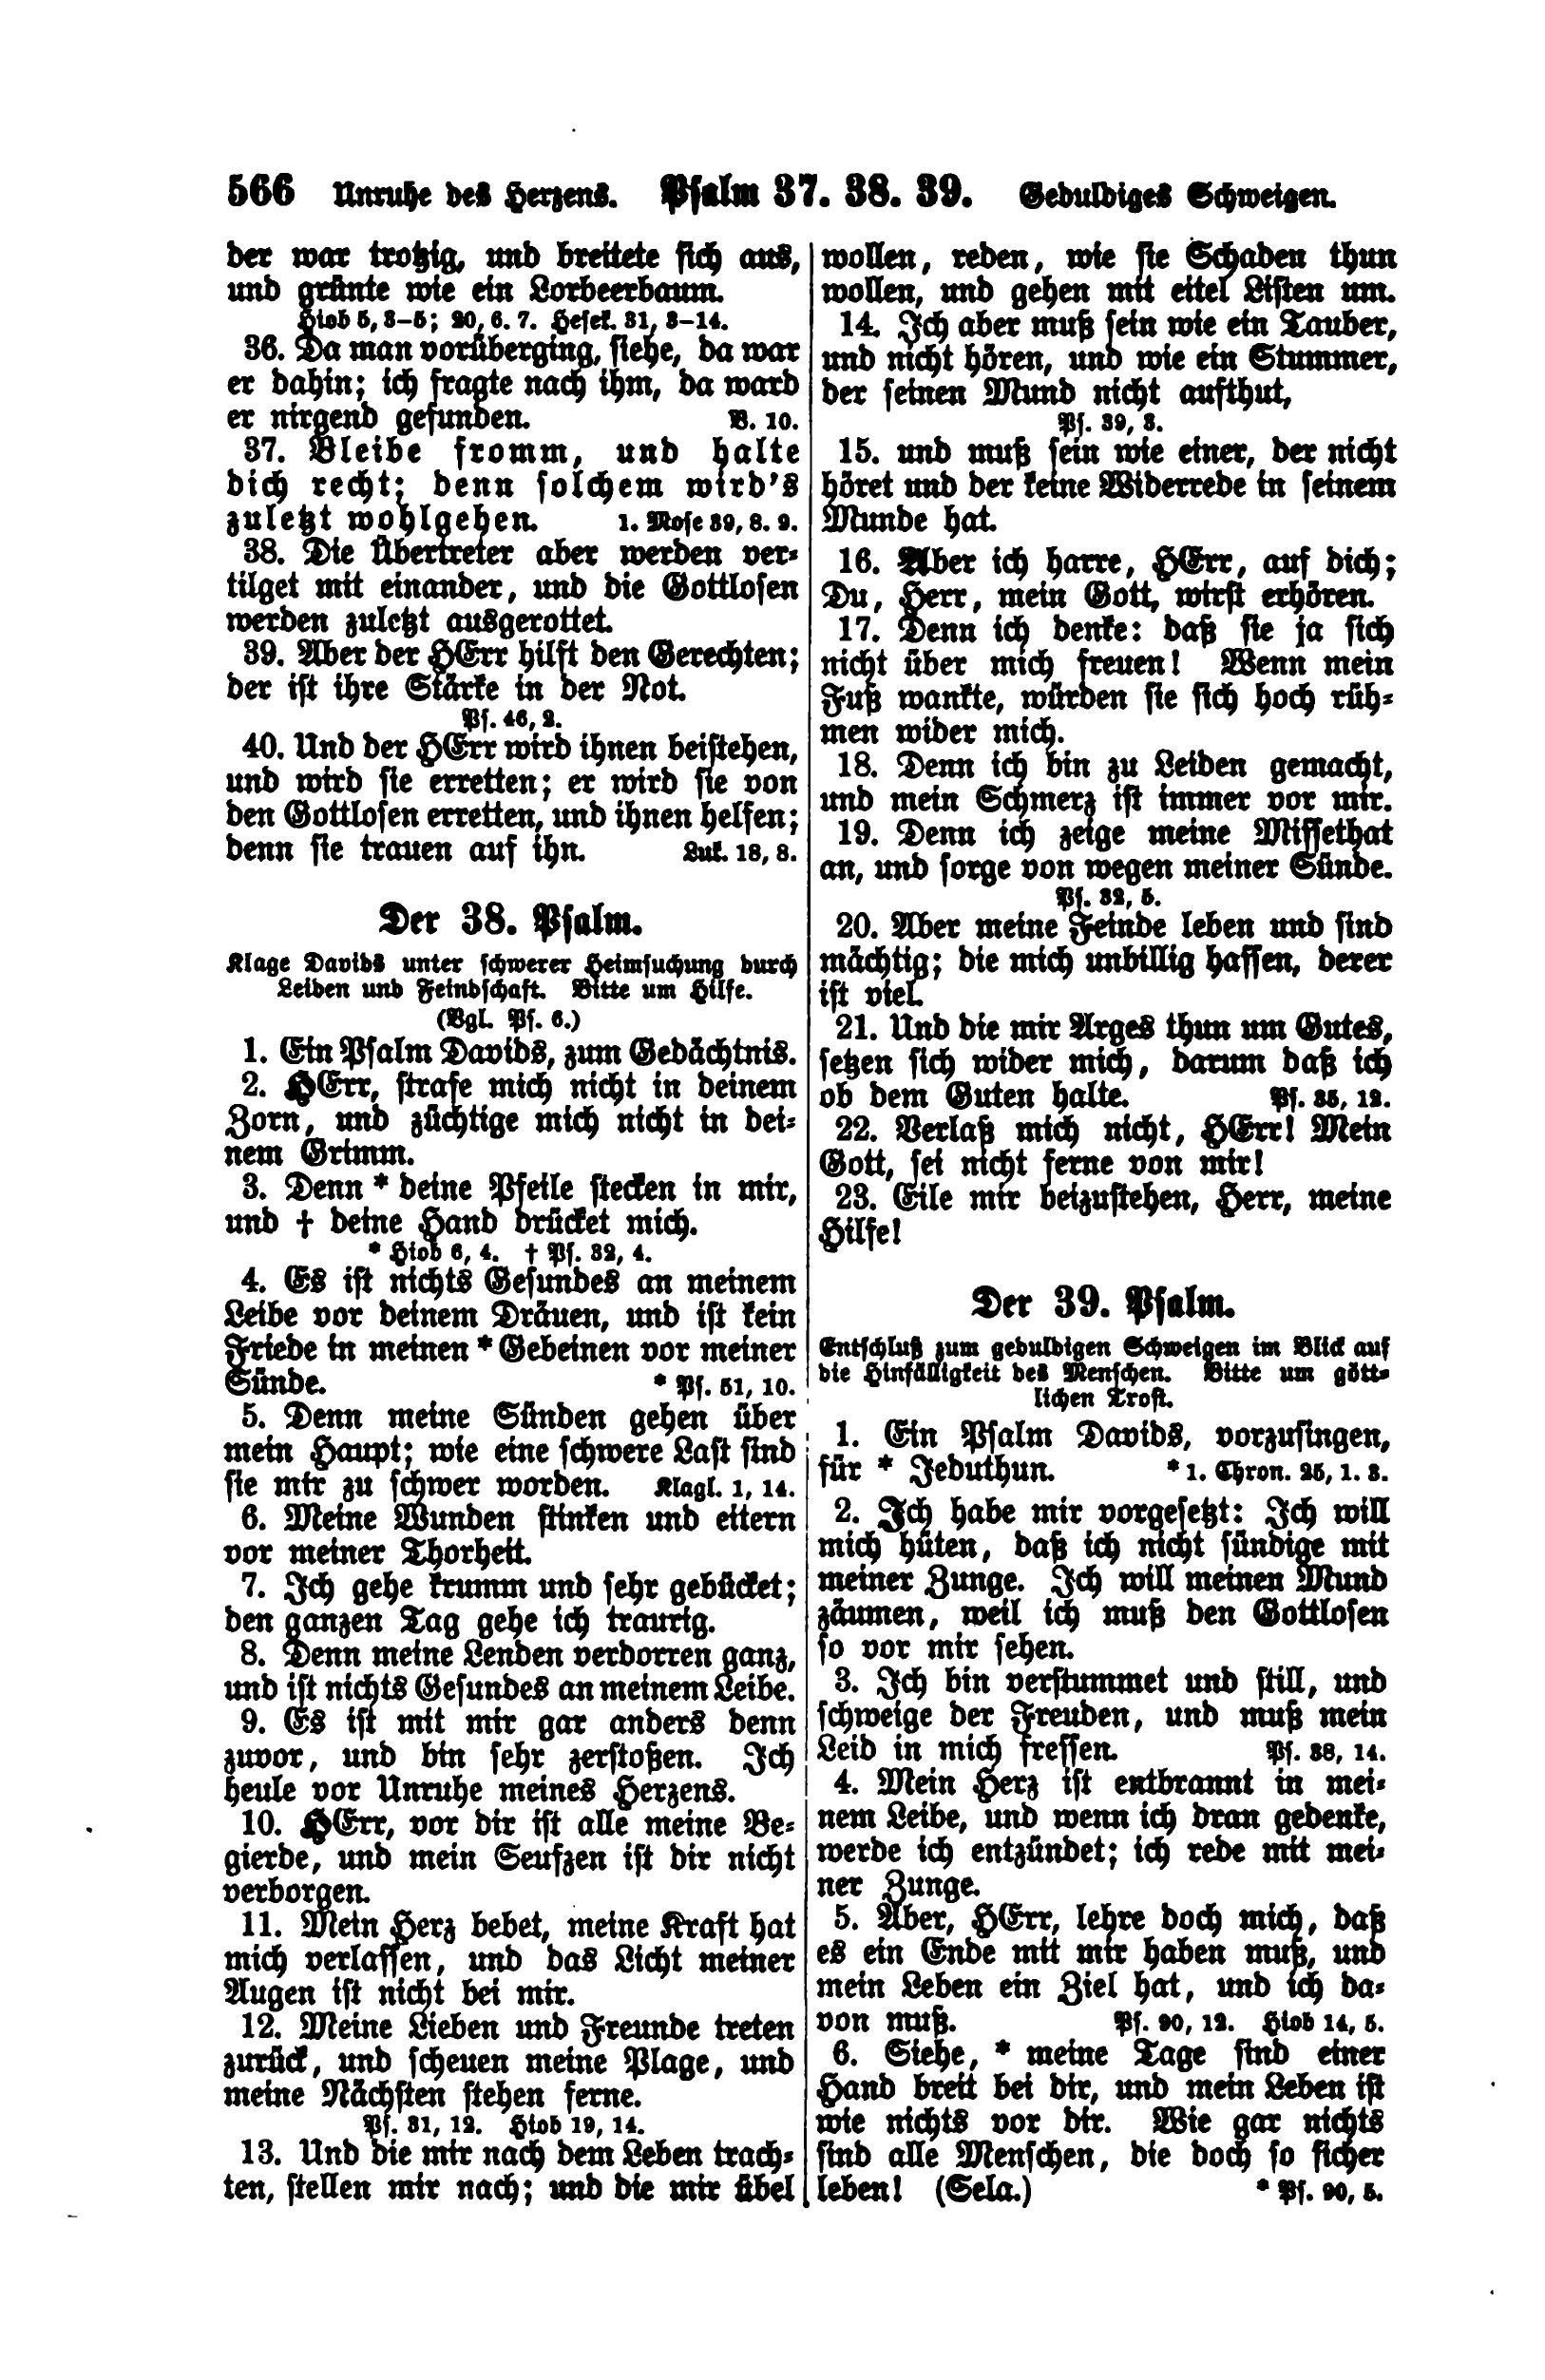 566 Unruhe des Herzens. Psalm 37. 38. 39. Geduldiges Schweigen.
der war trotzig, und breitete sich aus,
und grünte wie ein Lorbeerbaum.
Hiob 5, 3–5; 20, 6. 7. Hesek. 31, 3–14.
36. Da man vorüberging, siehe, da war
er dahin; ich fragte nach ihm, da ward
er nirgend gefunden. V. 10.
37. Bleibe fromm, und halte
dich recht; denn solchem wird's
zuletzt wohlgehen. 1. Mose 39, 8. 9.
38. Die Übertreter aber werden ver-
tilget mit einander, und die Gottlosen
werden zuletzt ausgerottet.
39. Aber der HErr hilft den Gerechten;
der ist ihre Stärke in der Not.
Ps. 46, 2.
40. Und der HErr wird ihnen beistehen,
und wird sie erretten; er wird sie von
den Gottlosen erretten, und ihnen helfen;
denn sie trauen auf ihn. Luk. 18, 8.
Der 38. Psalm.
Klage Davids unter schwerer Heimsuchung durch
Leiden und Feindschaft. Bitte um Hilfe.
(Vgl. Ps. 6.)
1. Ein Psalm Davids, zum Gedächtnis.
2. HErr, strafe mich nicht in deinem
Zorn, und züchtige mich nicht in dei-
nem Grimm.
3. Denn * deine Pfeile stecken in mir,
und † deine Hand drücket mich.
* Hiob 6, 4. † Ps. 32, 4.
4. Es ist nichts Gesundes an meinem
Leibe vor deinem Dräuen, und ist kein
Friede in meinen * Gebeinen vor meiner
Sünde. * Ps. 51, 10.
5. Denn meine Sünden gehen über
mein Haupt; wie eine schwere Last sind
sie mir zu schwer worden. Klagl. 1, 14.
6. Meine Wunden stinken und eitern
vor meiner Thorheit.
7. Ich gehe krumm und sehr gebücket;
den ganzen Tag gehe ich traurig.
8. Denn meine Lenden verdorren ganz,
und ist nichts Gesundes an meinem Leibe.
9. Es ist mit mir gar anders denn
zuvor, und bin sehr zerstoßen. Ich
heule vor Unruhe meines Herzens.
10. HErr, vor dir ist alle meine Be-
gierde, und mein Seufzen ist dir nicht
verborgen.
11. Mein Herz bebet, meine Kraft hat
mich verlassen, und das Licht meiner
Augen ist nicht bei mir.
12. Meine Lieben und Freunde treten
zurück, und scheuen meine Plage, und
meine Nächsten stehen ferne.
Ps. 31, 12. Hiob 19, 14.
13. Und die mir nach dem Leben trach-
ten, stellen mir nach; und die mir übel
wollen, reden, wie sie Schaden thun
wollen, und gehen mit eitel Listen um.
14. Ich aber muß sein wie ein Tauber,
und nicht hören, und wie ein Stummer,
der seinen Mund nicht aufthut,
Ps. 39, 3.
15. und muß sein wie einer, der nicht
höret und der keine Widerrede in seinem
Munde hat.
16. Aber ich harre, HErr, auf dich;
Du, Herr, mein Gott, wirst erhören.
17. Denn ich denke: daß sie ja sich
nicht über mich freuen! Wenn mein
Fuß wankte, würden sie sich hoch rüh-
men wider mich.
18. Denn ich bin zu Leiden gemacht,
und mein Schmerz ist immer vor mir.
19. Denn ich zeige meine Missethat
an, und sorge von wegen meiner Sünde.
Ps. 32, 5.
20. Aber meine Feinde leben und sind
mächtig; die mich unbillig hassen, derer
ist viel.
21. Und die mir Arges thun um Gutes,
setzen sich wider mich, darum daß ich
ob dem Guten halte. Ps. 35, 12.
22. Verlaß mich nicht, HErr! Mein
Gott, sei nicht ferne von mir!
23. Eile mir beizustehen, Herr, meine
Hilfe!
Der 39. Psalm.
Entschluß zum geduldigen Schweigen im Blick auf
die Hinfälligkeit des Menschen. Bitte um gött-
lichen Trost.
1. Ein Psalm Davids, vorzusingen,
für * Jeduthun. * 1. Chron. 25, 1. 3.
2. Ich habe mir vorgesetzt: Ich will
mich hüten, daß ich nicht sündige mit
meiner Zunge. Ich will meinen Mund
zäumen, weil ich muß den Gottlosen
so vor mir sehen.
3. Ich bin verstummet und still, und
schweige der Freuden, und muß mein
Leid in mich fressen. Ps. 38, 14.
4. Mein Herz ist entbrannt in mei-
nem Leibe, und wenn ich dran gedenke,
werde ich entzündet; ich rede mit mei-
ner Zunge.
5. Aber, HErr, lehre doch mich, daß
es ein Ende mit mir haben muß, und
mein Leben ein Ziel hat, und ich da-
von muß. Ps. 90, 12. Hiob 14, 5.
6. Siehe, * meine Tage sind einer
Hand breit bei dir, und mein Leben ist
wie nichts vor dir. Wie gar nichts
sind alle Menschen, die doch so sicher
leben! (Sela.) * Ps. 90, 5.